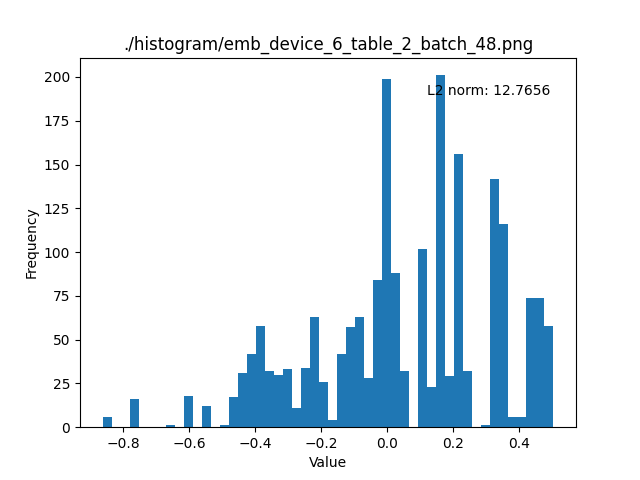 ./histogram/emb_device_6_table_2_batch_48.png
L2 norm: 12.7656
Frequency
200
175
150
125
100
75
50
25
0
−0.8 −0.6 −0.4 −0.2 0.0 0.2 0.4
Value